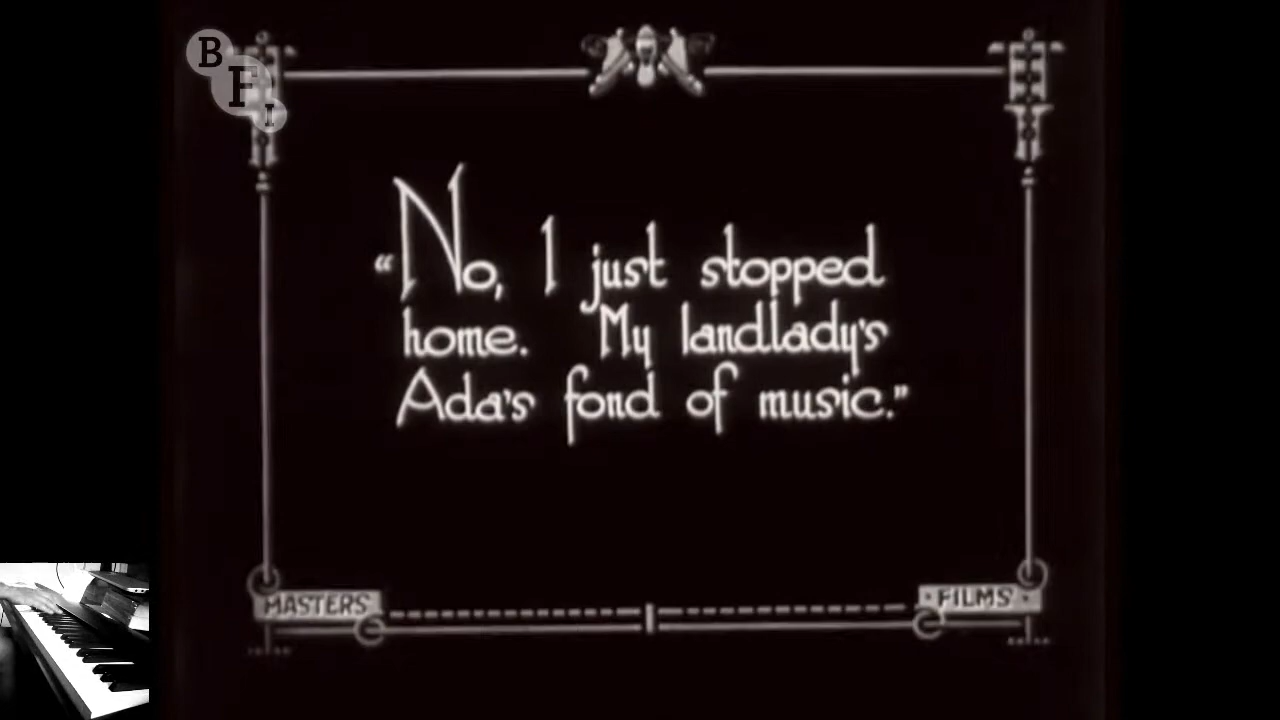 BFI
“No, I just stopped
home. My landlady's
Ada's fond of music.”
MASTERS
FILMS